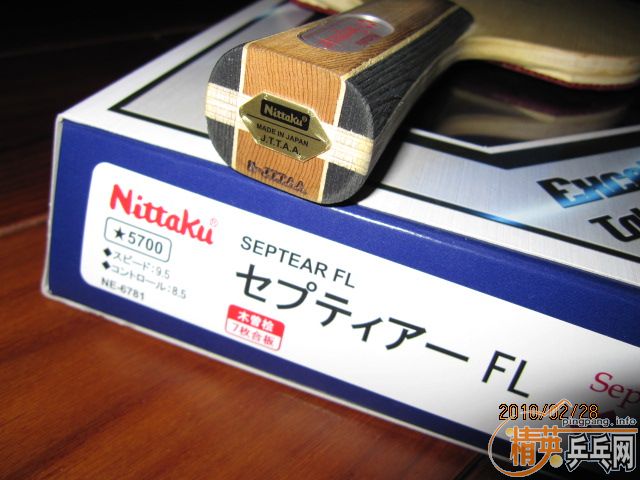 Nittaku®
MADE IN JAPAN
J.T.T.A.A
J.T.T.A.A
Nittaku®
★5700
◆スピード:9.5
◆コントロール:8.5
NE-6781
SEPTEAR FL
セプティアー FL
木曽桧
7枚合板
Sep
2010/02/28
pingpang.info
精英乒乓网